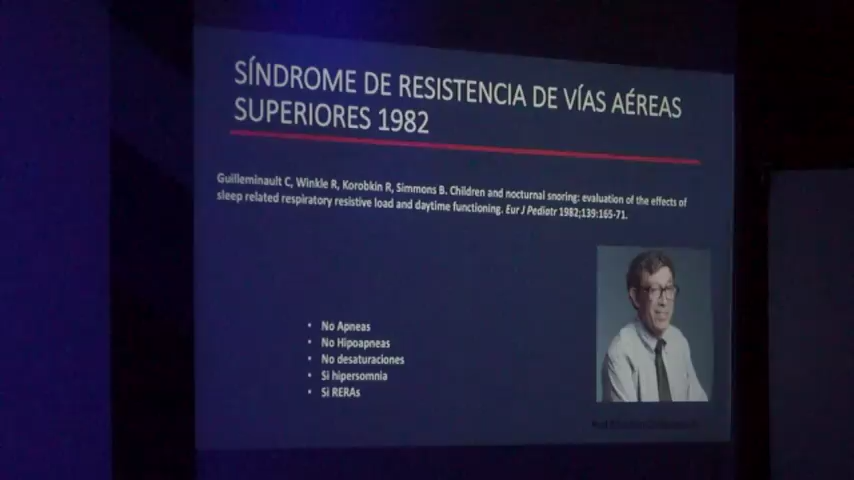 SÍNDROME DE RESISTENCIA DE VÍAS AÉREAS
SUPERIORES 1982
Guilleminault C, Winkle R, Korobkin R, Simmons B. Children and nocturnal snoring: evaluation of the effects of
sleep related respiratory resistive load and daytime functioning. Eur J Pediatr 1982;139:165-71.
• No Apneas
• No Hipoapneas
• No desaturaciones
• Si hipersomnia
• Si RERAs